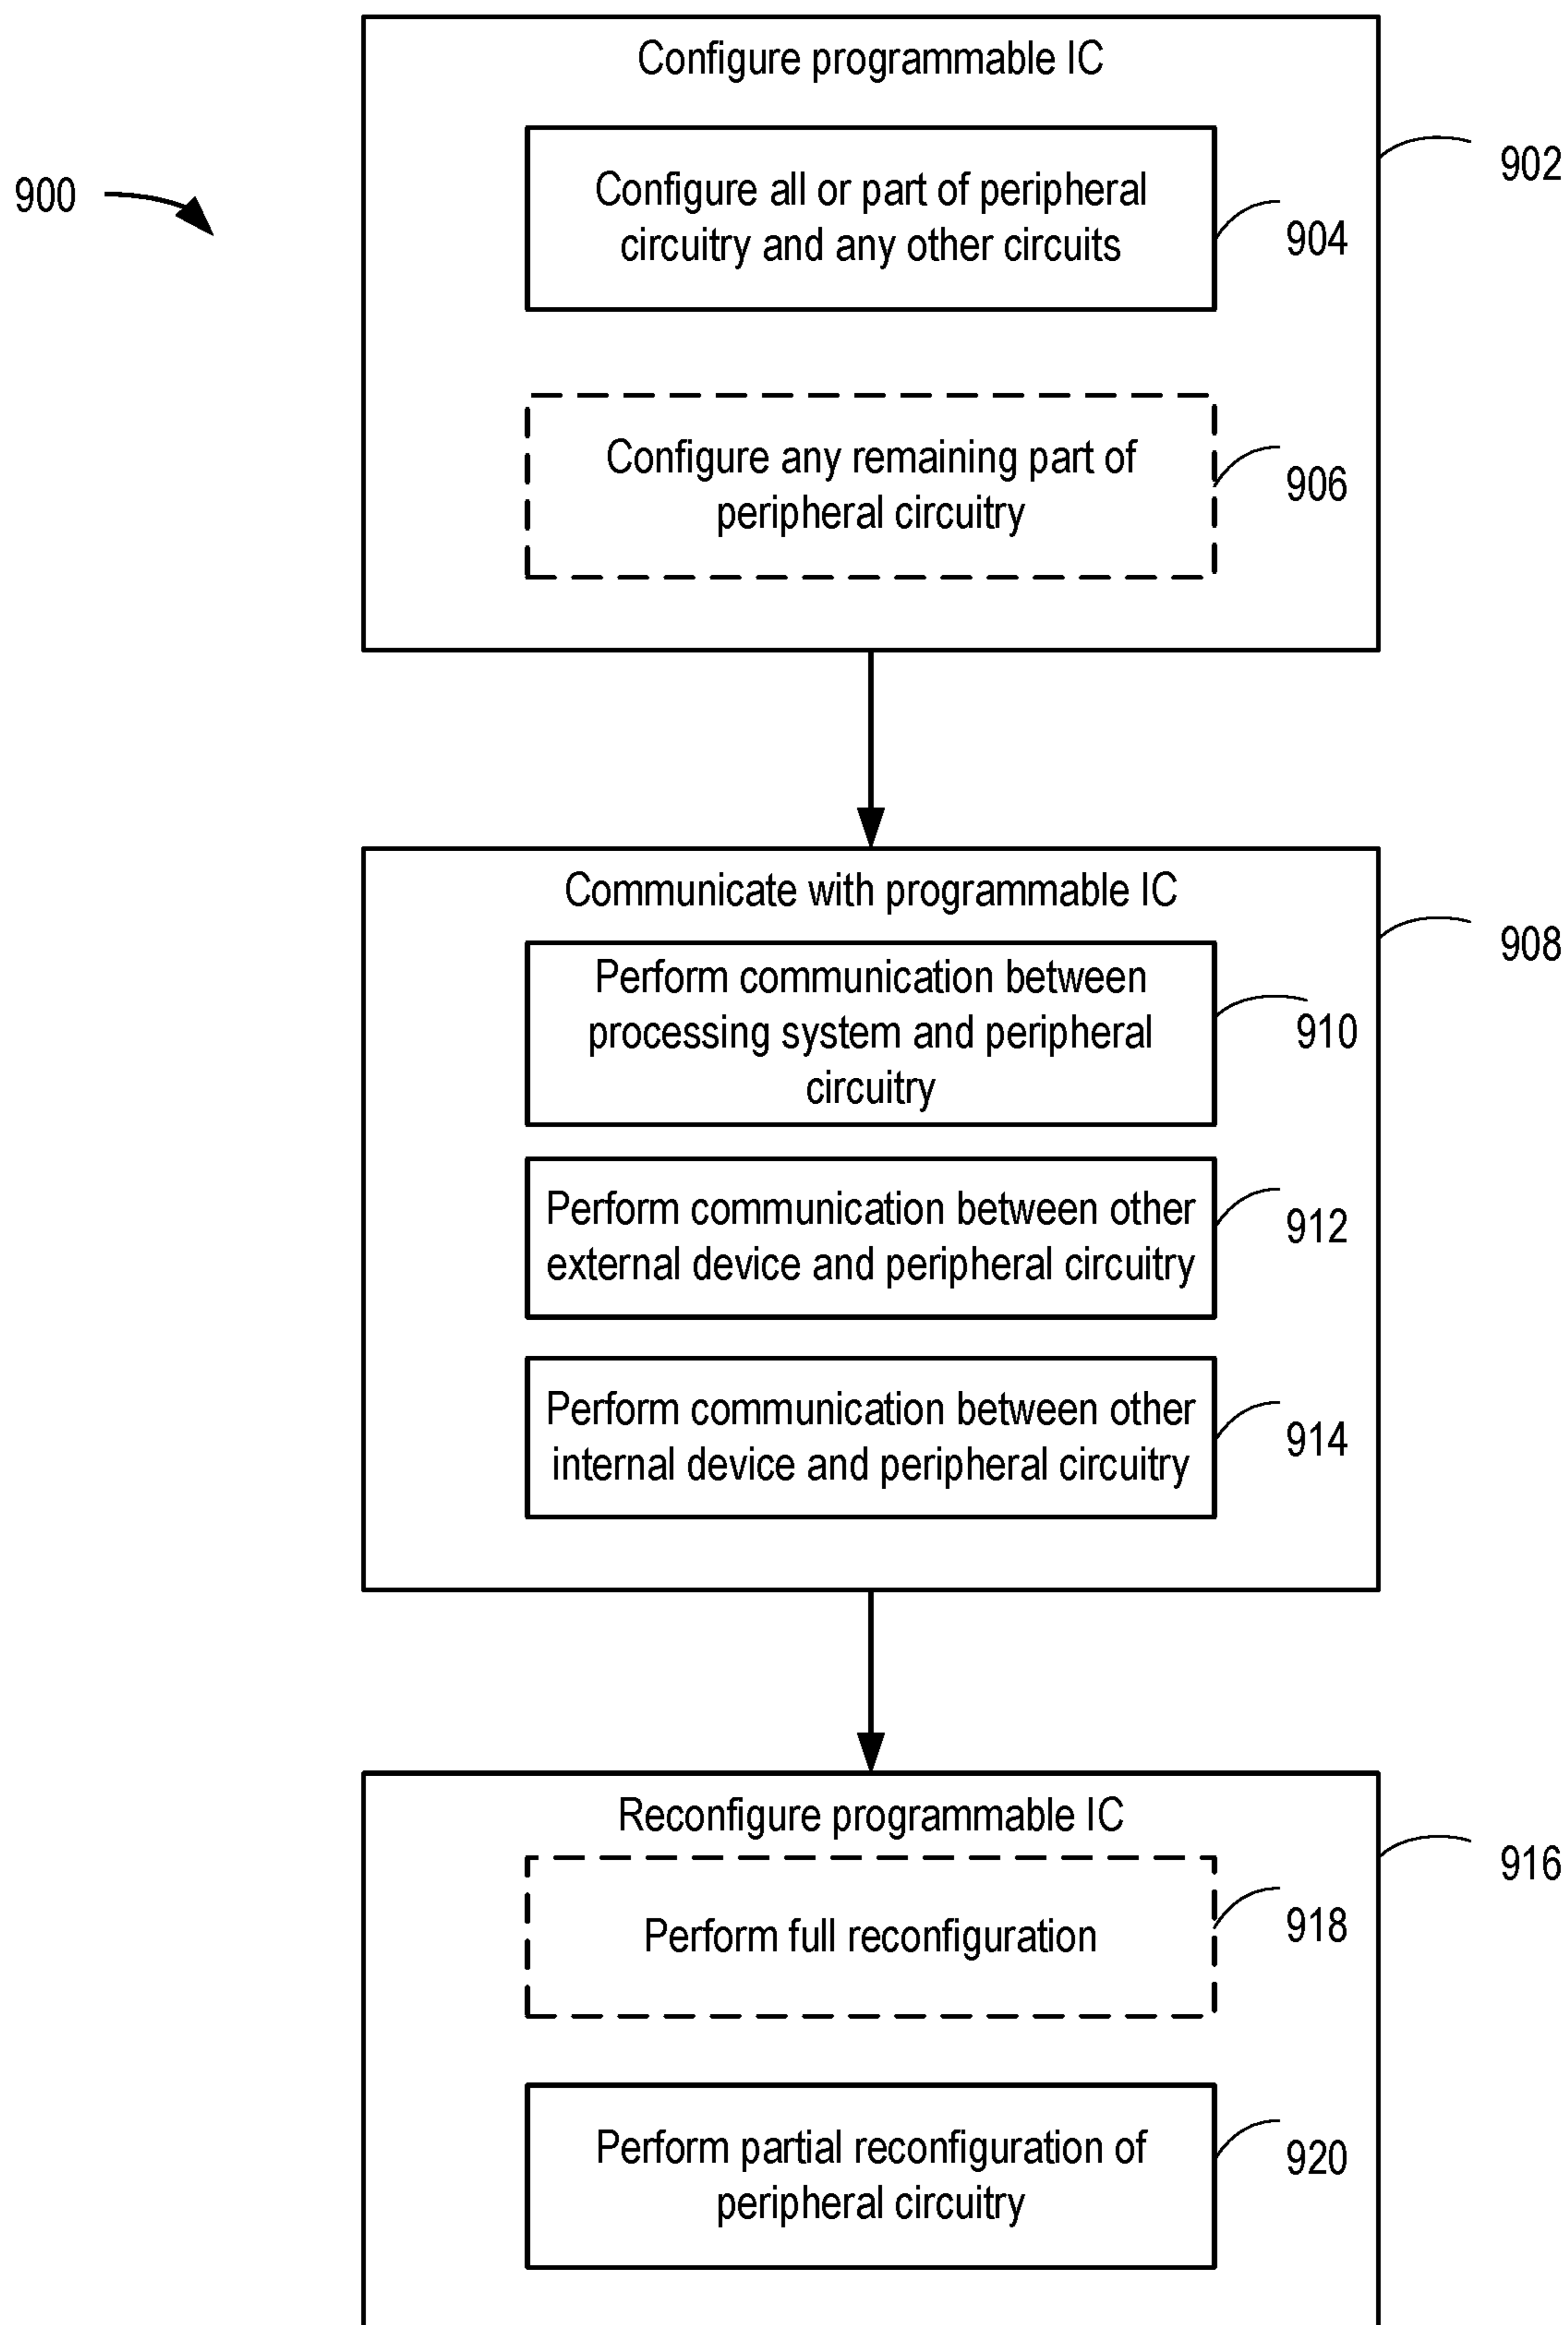 900
Configure programmable IC
902
Configure all or part of peripheral
circuitry and any other circuits
904
Configure any remaining part of
peripheral circuitry
906
Communicate with programmable IC
908
Perform communication between
processing system and peripheral
circuitry
910
Perform communication between other
external device and peripheral circuitry
912
Perform communication between other
internal device and peripheral circuitry
914
Reconfigure programmable IC
916
Perform full reconfiguration
918
Perform partial reconfiguration of
peripheral circuitry
920